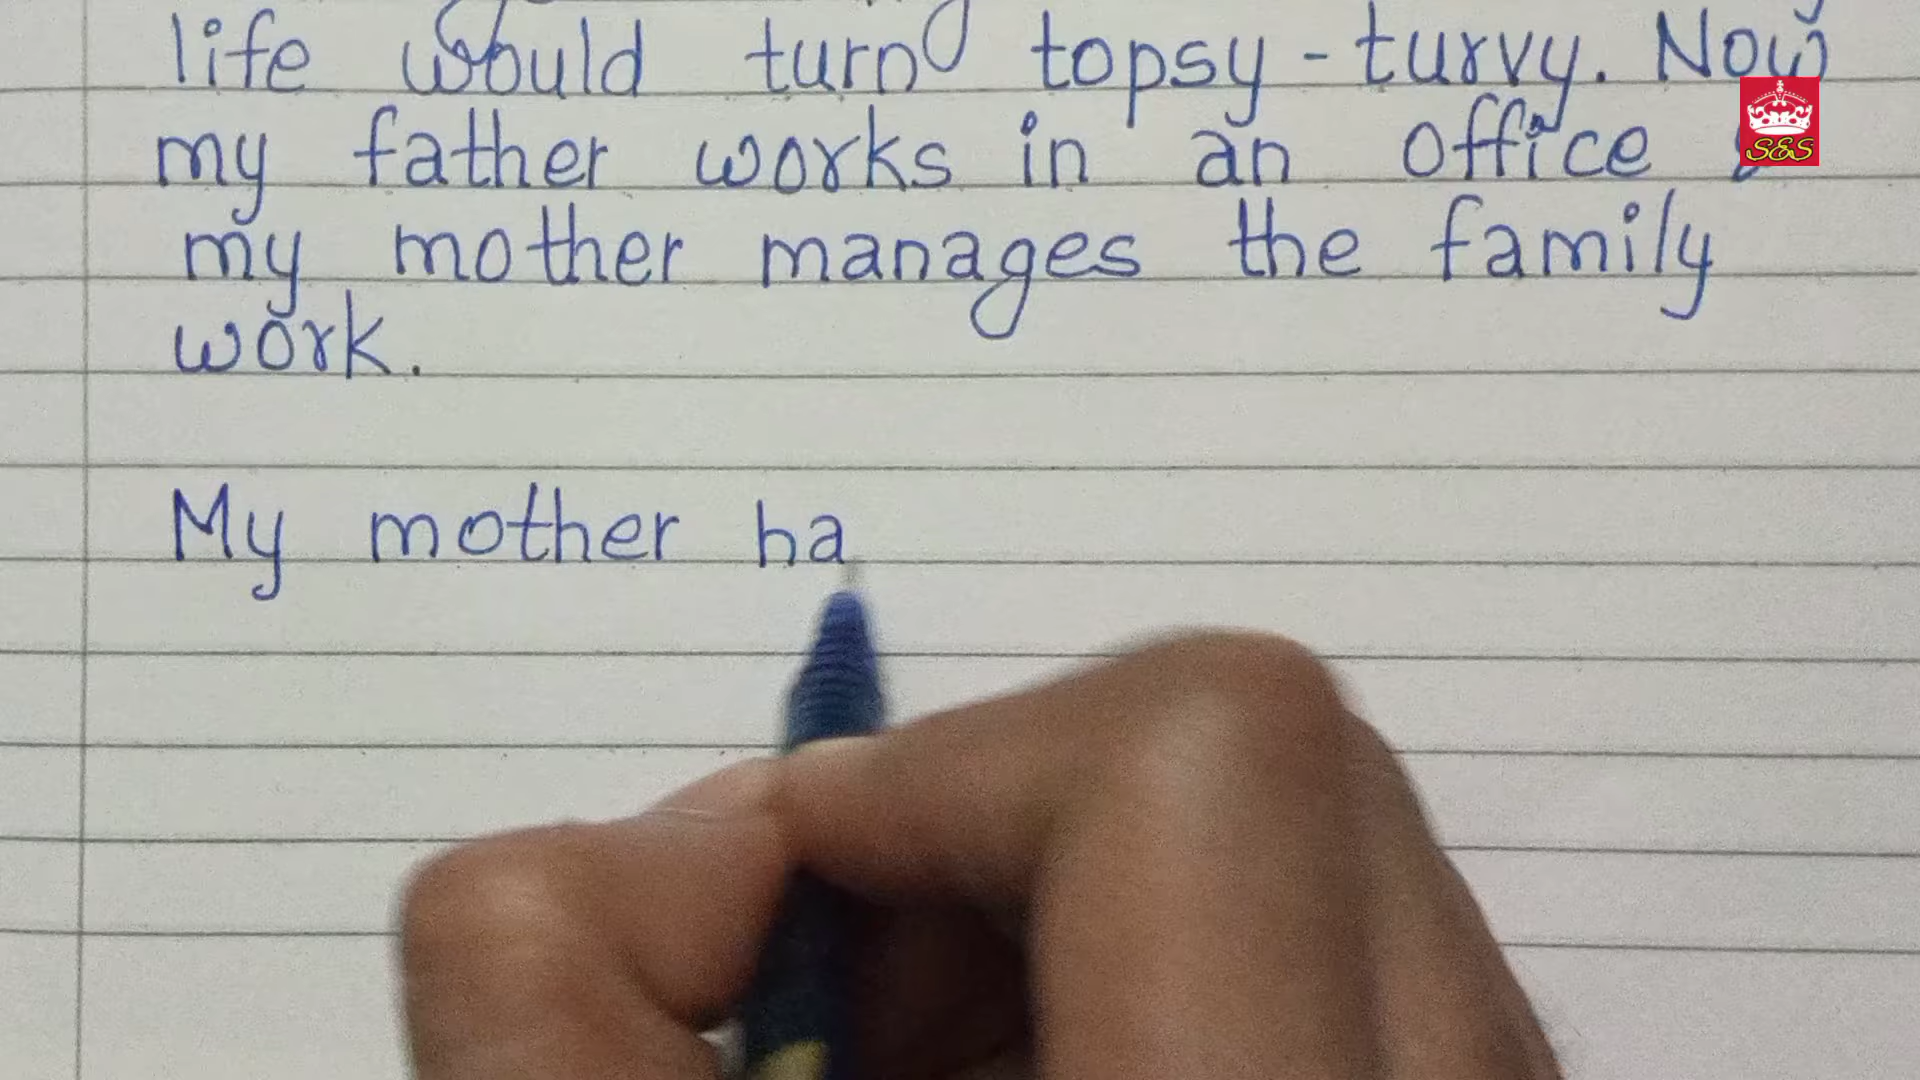 life would turn topsy-turvy. Now
my father works in an office
my mother manages the family
work.
My mother ha
S&S